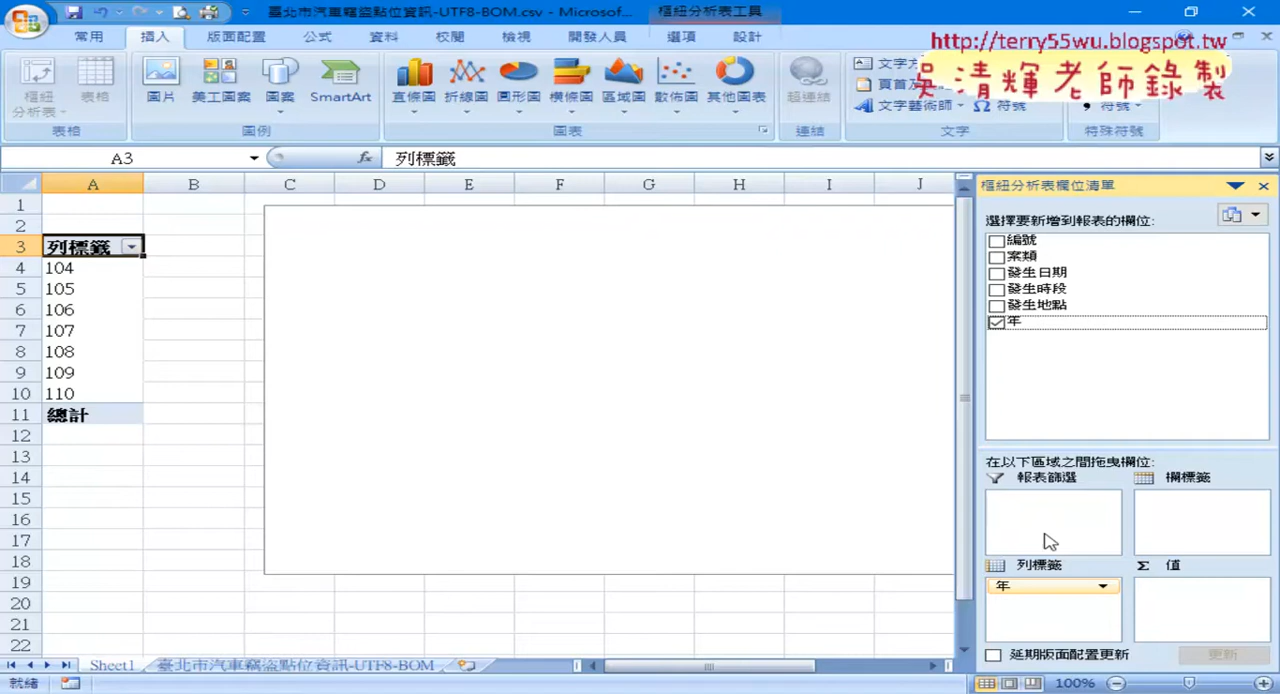 臺北市汽車竊盜點位資訊-UTF8-BOM.csv - Microsof...
樞紐分析表工具
常用 插入 版面配置 公式 資料 校閱 檢視 開發人員 選項 設計
http://terry55wu.blogspot.tw
吳清輝老師錄製
樞紐分析表 表格 圖片 美工圖案 圖案 SmartArt 直條圖 折線圖 圓形圖 橫條圖 區域圖 散佈圖 其他圖表 超連結
文字方
頁首及
文字藝術師 Ω 符號 符號
表格 圖例 圖表 連結 文字 特殊符號
A3 fx 列標籤
A B C D E F G H I J
1
2
3 列標籤
4 104
5 105
6 106
7 107
8 108
9 109
10 110
11 總計
12
13
14
15
16
17
18
19
20
21
22
樞紐分析表欄位清單
選擇要新增到報表的欄位:
編號
案類
發生日期
發生時段
發生地點
年
在以下區域之間拖曳欄位:
報表篩選 欄標籤
列標籤 Σ 值
年
延期版面配置更新 更新
Sheet1 臺北市汽車竊盜點位資訊-UTF8-BOM
就緒 100%